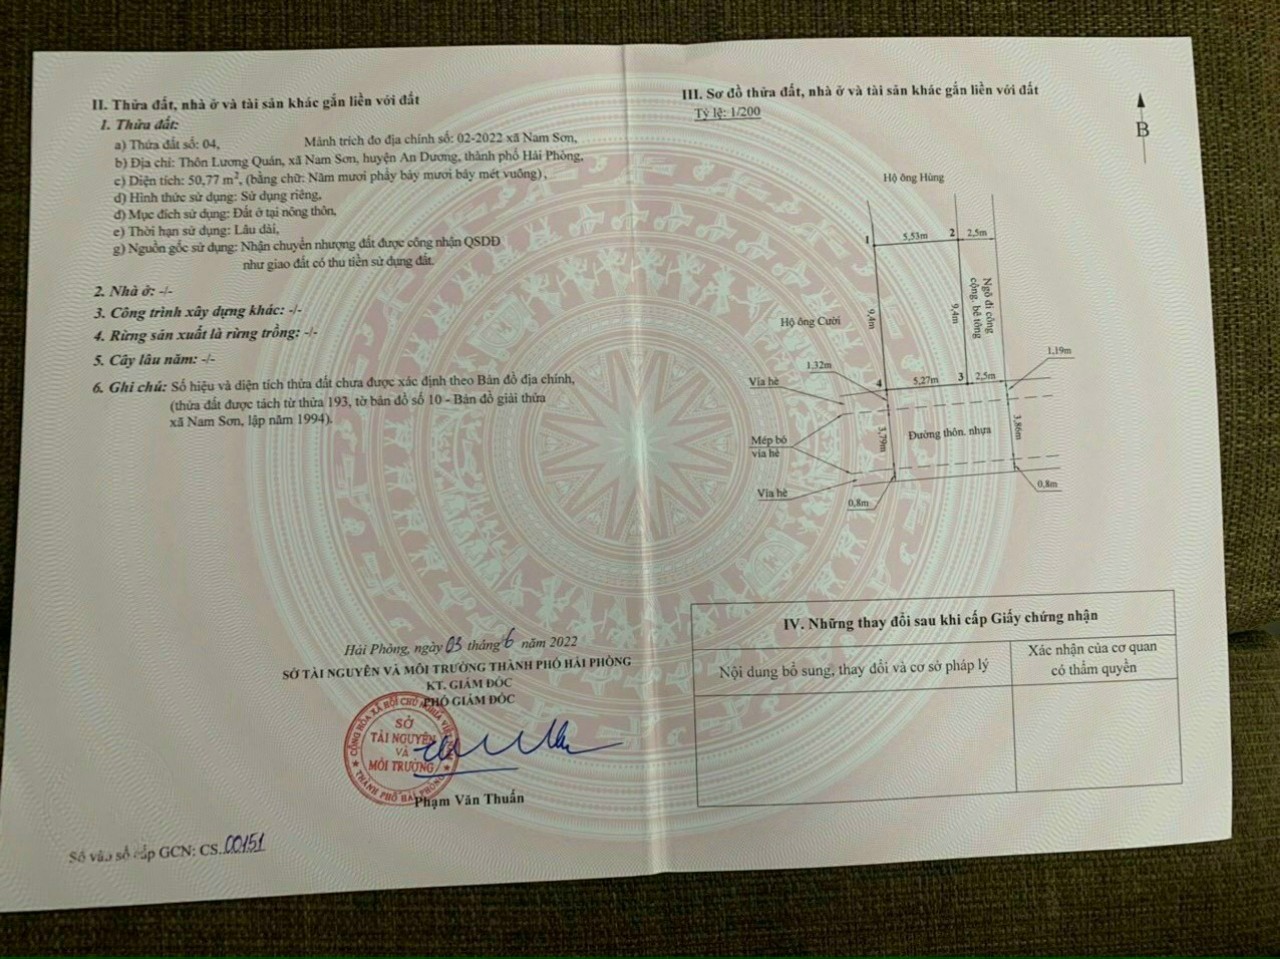 II. Thửa đất, nhà ở và tài sản khác gắn liền với đất
1. Thửa đất:
a) Thửa đất số: 04, Mảnh trích đo địa chính số: 02-2022 xã Nam Sơn,
b) Địa chỉ: Thôn Lương Quán, xã Nam Sơn, huyện An Dương, thành phố Hải Phòng,
c) Diện tích: 50,77 m², (bằng chữ: Năm mươi phẩy bảy mươi bảy mét vuông),
d) Hình thức sử dụng: Sử dụng riêng,
đ) Mục đích sử dụng: Đất ở tại nông thôn,
e) Thời hạn sử dụng: Lâu dài,
g) Nguồn gốc sử dụng: Nhận chuyển nhượng đất được công nhận QSDĐ
như giao đất có thu tiền sử dụng đất.
2. Nhà ở: -/-
3. Công trình xây dựng khác: -/-
4. Rừng sản xuất là rừng trồng: -/-
5. Cây lâu năm: -/-
6. Ghi chú: Số hiệu và diện tích thửa đất chưa được xác định theo Bản đồ địa chính,
(thửa đất được tách từ thửa 193, tờ bản đồ số 10 - Bản đồ giải thửa
xã Nam Sơn, lập năm 1994).
Hải Phòng, ngày 03 tháng 6 năm 2022
SỞ TÀI NGUYÊN VÀ MÔI TRƯỜNG THÀNH PHỐ HẢI PHÒNG
KT. GIÁM ĐỐC
PHÓ GIÁM ĐỐC
CỘNG HÒA XÃ HỘI CHỦ NGHĨA VIỆT
SỞ
TÀI NGUYÊN
VÀ
MÔI TRƯỜNG
THÀNH PHỐ HẢI PHÒNG
Phạm Văn Thuấn
Số vào sổ cấp GCN: CS.00151
III. Sơ đồ thửa đất, nhà ở và tài sản khác gắn liền với đất
Tỷ lệ: 1/200
B
Hộ ông Hùng
1
5,53m
2
2,5m
9,4m
9,4m
Ngõ đi công
cộng, bê tông
Hộ ông Cười
1,19m
1,32m
Vỉa hè
4
5,27m
3
2,5m
3,79m
Đường thôn, nhựa
3,86m
Mép bó
vỉa hè
Vỉa hè
0,8m
0,8m
IV. Những thay đổi sau khi cấp Giấy chứng nhận
Nội dung bổ sung, thay đổi và cơ sở pháp lý
Xác nhận của cơ quan
có thẩm quyền